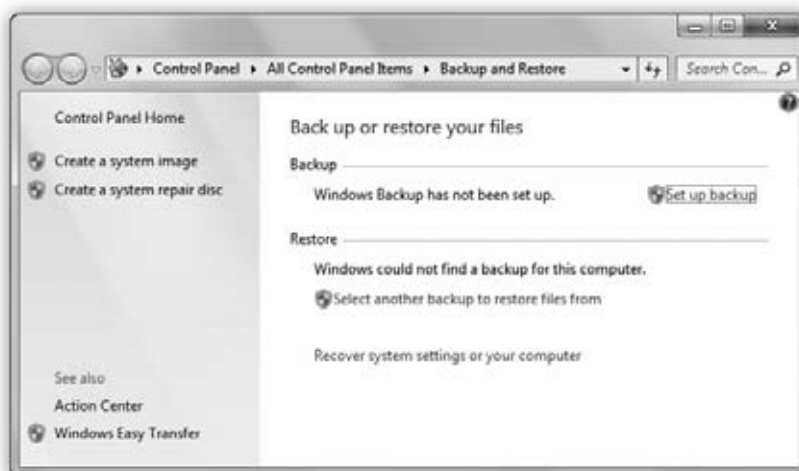 Control Panel ▸ All Control Panel Items ▸ Backup and Restore
Search Con...
Control Panel Home
Create a system image
Create a system repair disc
Back up or restore your files
Backup
Windows Backup has not been set up.
Set up backup
Restore
Windows could not find a backup for this computer.
Select another backup to restore files from
Recover system settings or your computer
See also
Action Center
Windows Easy Transfer